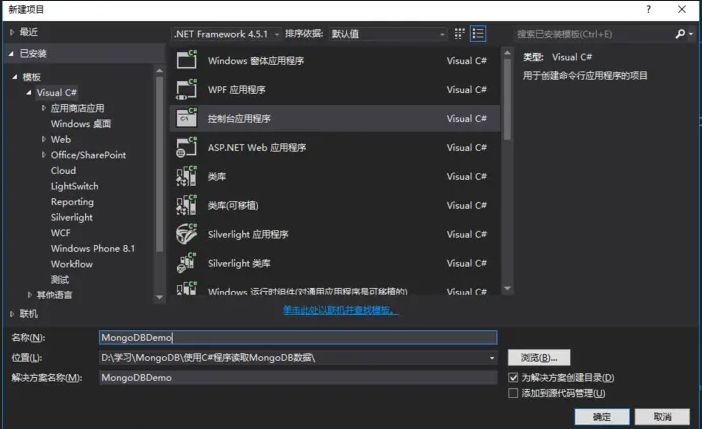 新建项目
? ×
最近
.NET Framework 4.5.1 排序依据: 默认值
搜索已安装模板(Ctrl+E)
已安装
模板
Visual C#
应用商店应用
Windows 桌面
Web
Office/SharePoint
Cloud
LightSwitch
Reporting
Silverlight
WCF
Windows Phone 8.1
Workflow
测试
其他语言
联机
Windows 窗体应用程序 Visual C#
WPF 应用程序 Visual C#
控制台应用程序 Visual C#
ASP.NET Web 应用程序 Visual C#
类库 Visual C#
类库(可移植) Visual C#
Silverlight 应用程序 Visual C#
Silverlight 类库 Visual C#
Windows 运行时组件(对通用应用程序是可移植的) Visual C#
单击此处以联机并查找模板。
类型: Visual C#
用于创建命令行应用程序的项目
名称(N): MongoDBDemo
位置(L): D:\学习\MongoDB\使用C#程序读取MongoDB数据\ 浏览(B)...
解决方案名称(M): MongoDBDemo
为解决方案创建目录(D)
添加到源代码管理(U)
确定 取消